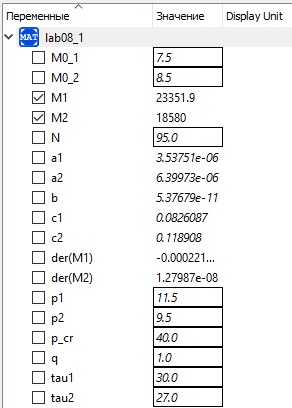 Переменные Значение Display Unit
MAT lab08_1
M0_1 7.5
M0_2 8.5
M1 23351.9
M2 18580
N 95.0
a1 3.53751e-06
a2 6.39973e-06
b 5.37679e-11
c1 0.0826087
c2 0.118908
der(M1) -0.000221...
der(M2) 1.27987e-08
p1 11.5
p2 9.5
p_cr 40.0
q 1.0
tau1 30.0
tau2 27.0